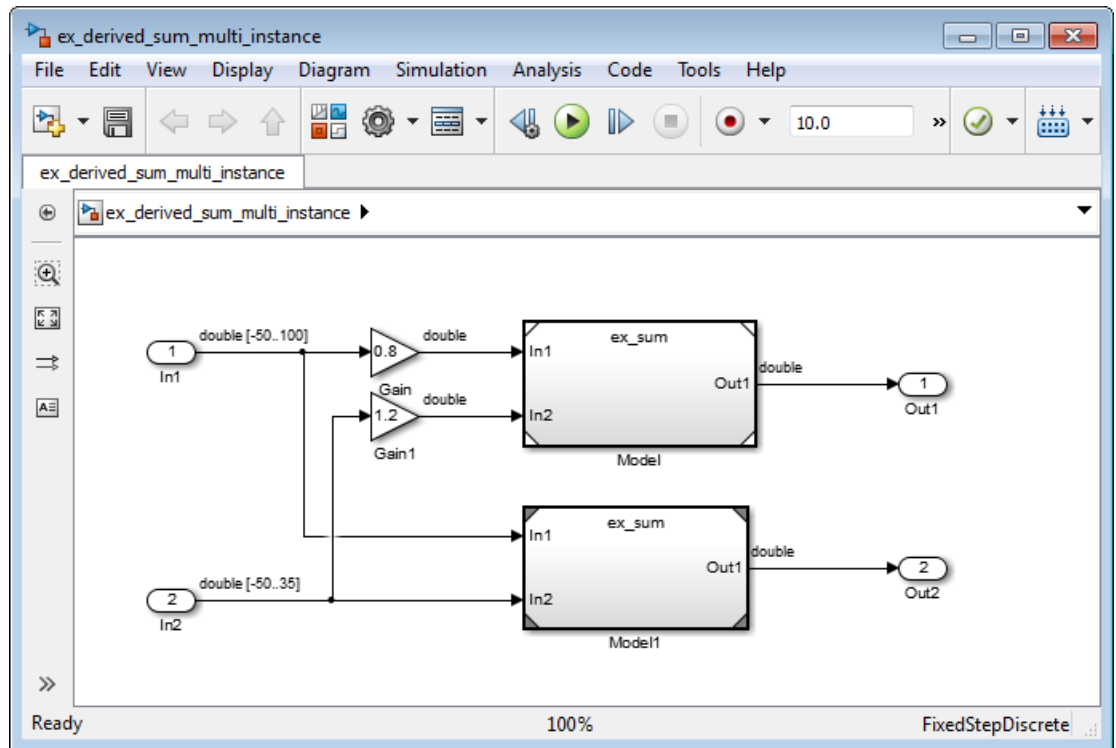 ex_derived_sum_multi_instance
File Edit View Display Diagram Simulation Analysis Code Tools Help
10.0 »
ex_derived_sum_multi_instance
ex_derived_sum_multi_instance
double [-50..100]
1
In1
0.8
Gain
double
1.2
Gain1
double
ex_sum
In1
In2
Out1
Model
double
1
Out1
double [-50..35]
2
In2
ex_sum
In1
In2
Out1
Model1
double
2
Out2
A
»
Ready 100% FixedStepDiscrete